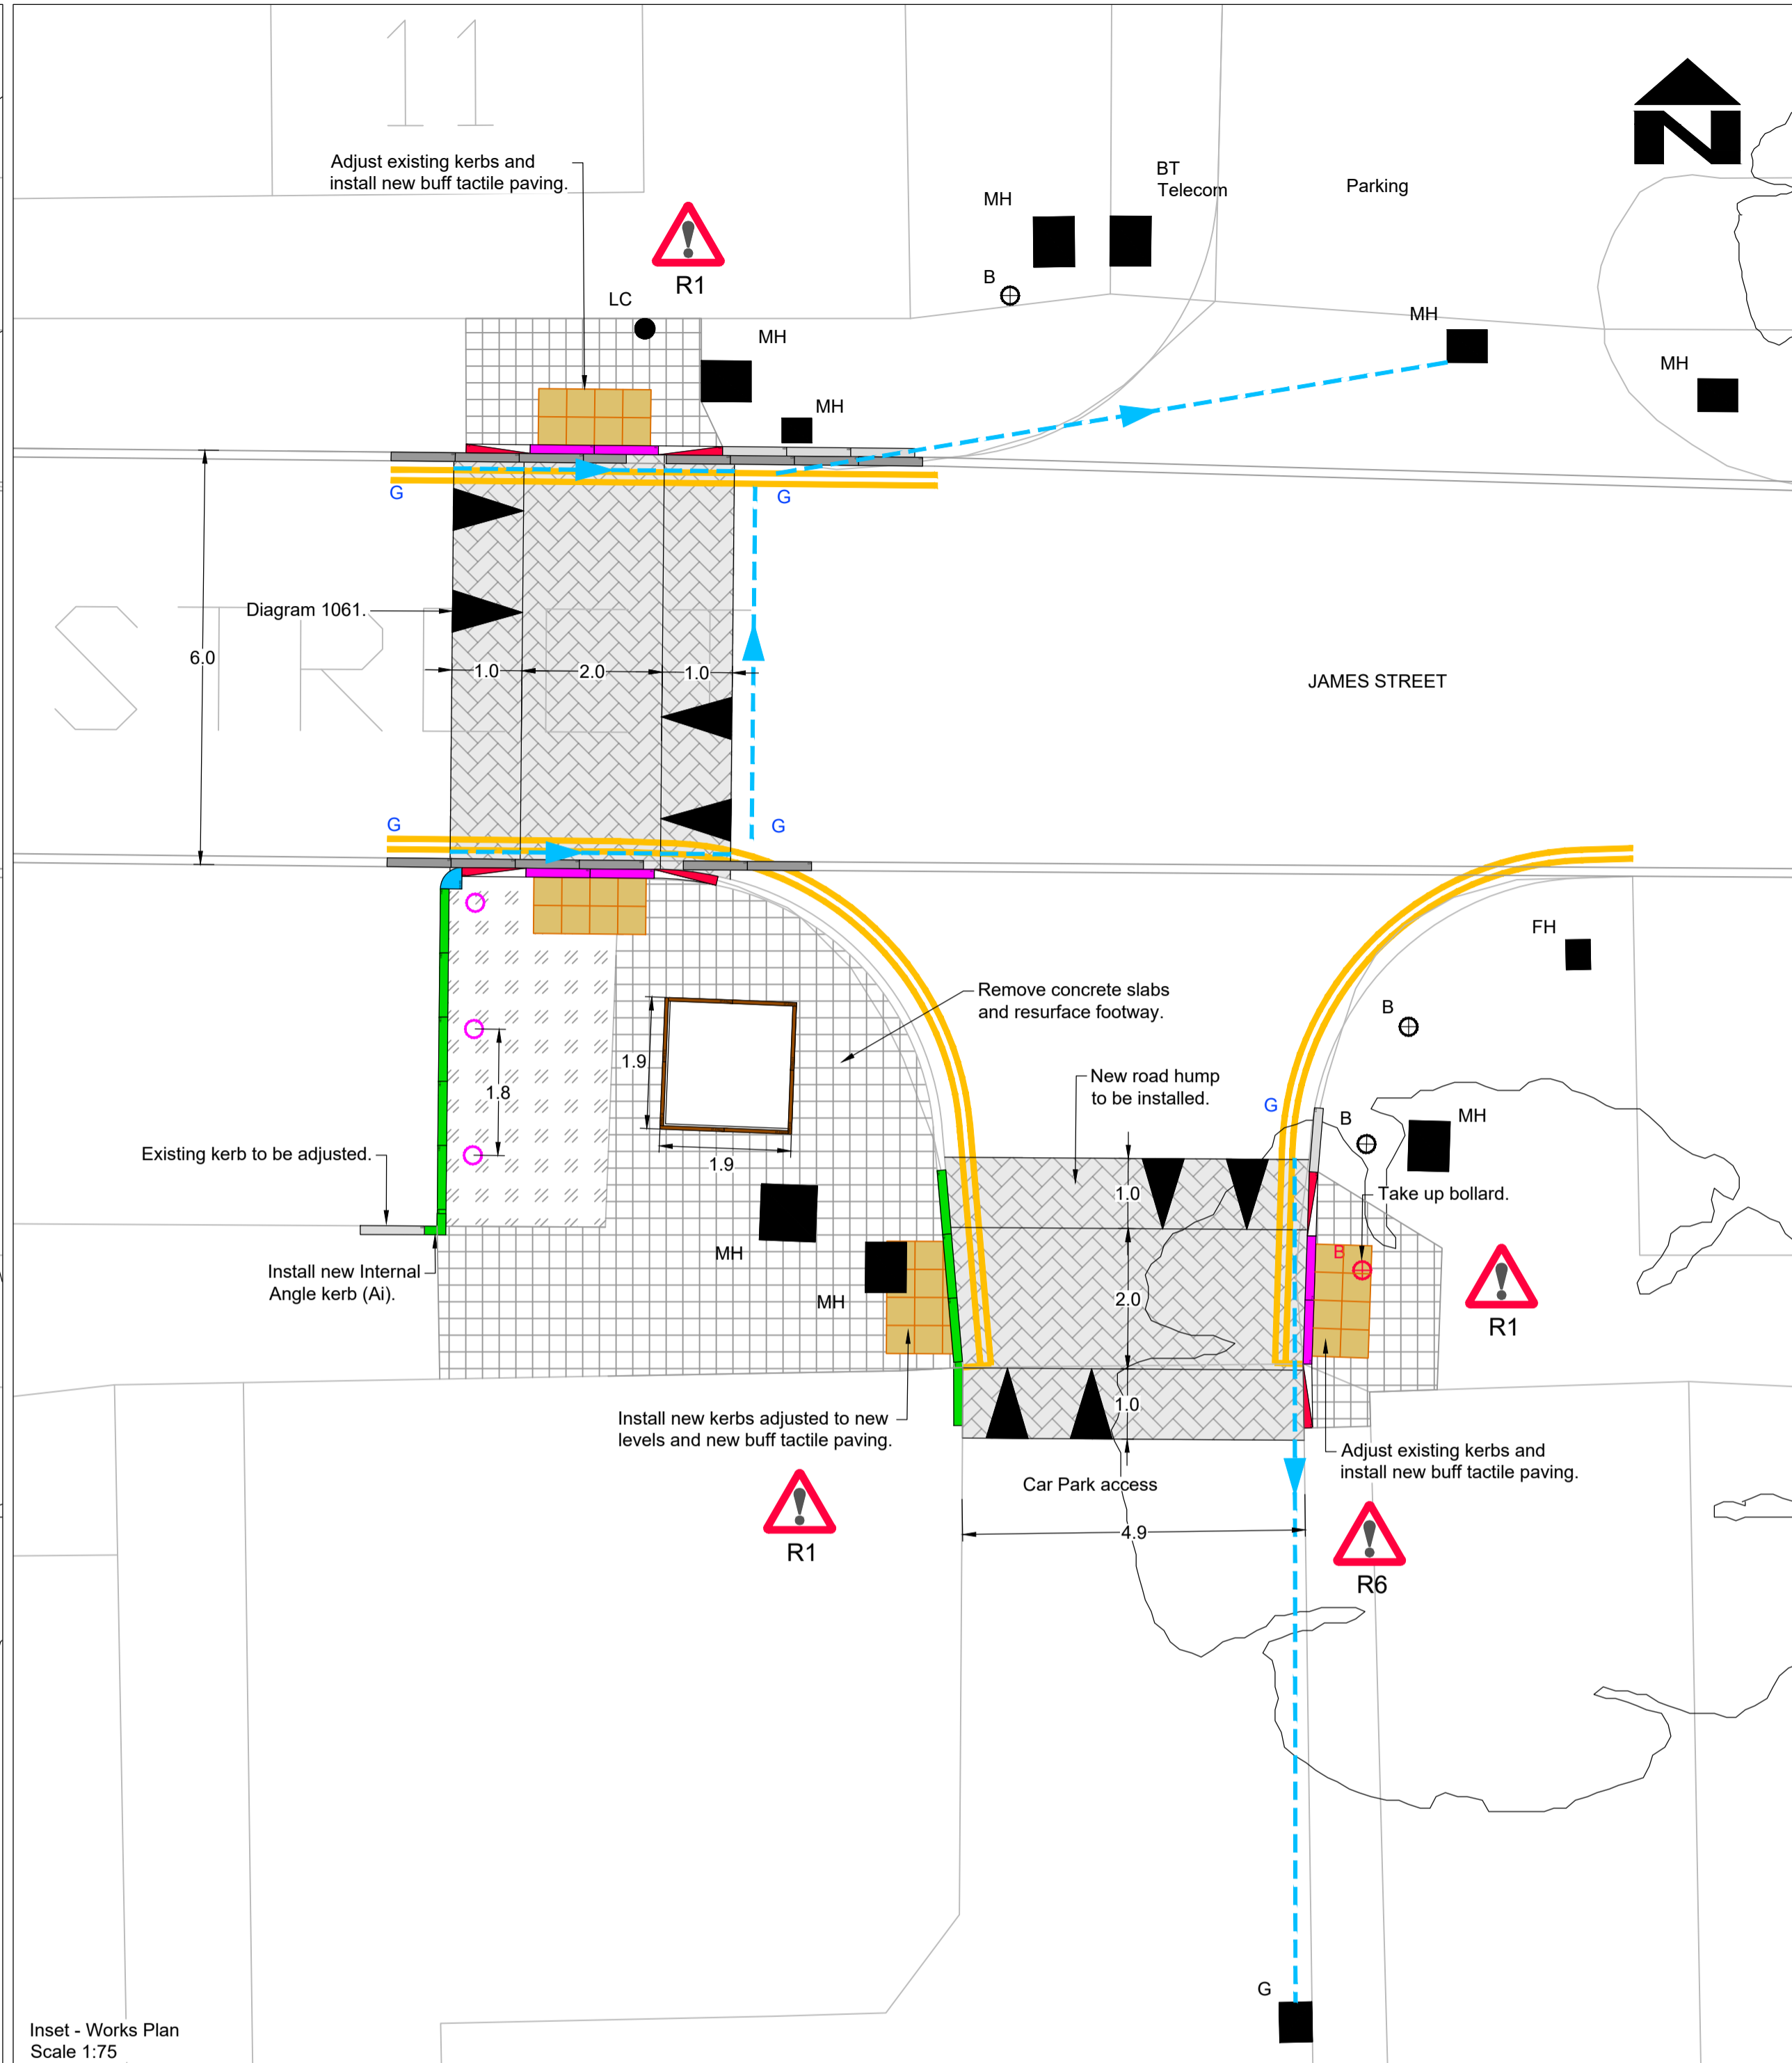 11
Adjust existing kerbs and
install new buff tactile paving.
R1
LC
MH
MH
MH
BT
Telecom
Parking
B
MH
MH
N
G
G
STREET
Diagram 1061.
6.0
1.0
2.0
1.0
JAMES STREET
G
G
FH
Remove concrete slabs
and resurface footway.
B
1.9
1.8
New road hump
to be installed.
G
B
MH
Existing kerb to be adjusted.
1.9
1.0
Take up bollard.
MH
B
Install new Internal
Angle kerb (Ai).
MH
2.0
R1
Install new kerbs adjusted to new
levels and new buff tactile paving.
1.0
Adjust existing kerbs and
install new buff tactile paving.
R1
Car Park access
4.9
R6
G
Inset - Works Plan
Scale 1:75